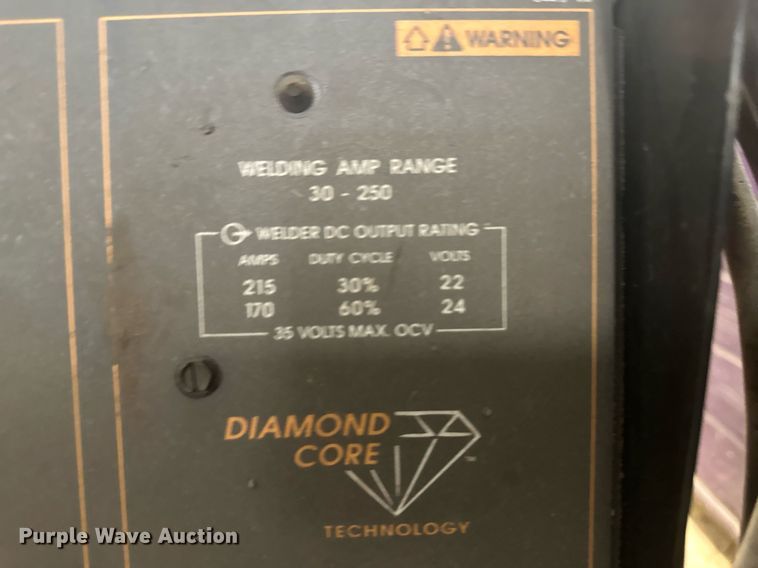 WARNING
WELDING AMP RANGE
30 - 250
WELDER DC OUTPUT RATING
AMPS DUTY CYCLE VOLTS
215 30% 22
170 60% 24
35 VOLTS MAX. OCV
DIAMOND
CORE
TM
TECHNOLOGY
Purple Wave Auction